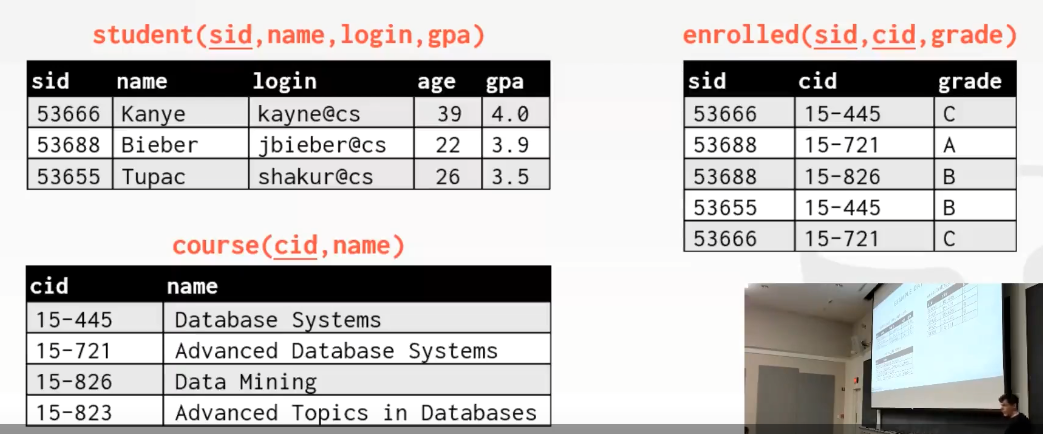 student(sid,name,login,gpa)
sid name login age gpa
53666 Kanye kayne@cs 39 4.0
53688 Bieber jbieber@cs 22 3.9
53655 Tupac shakur@cs 26 3.5
course(cid,name)
cid name
15-445 Database Systems
15-721 Advanced Database Systems
15-826 Data Mining
15-823 Advanced Topics in Databases
enrolled(sid,cid,grade)
sid cid grade
53666 15-445 C
53688 15-721 A
53688 15-826 B
53655 15-445 B
53666 15-721 C